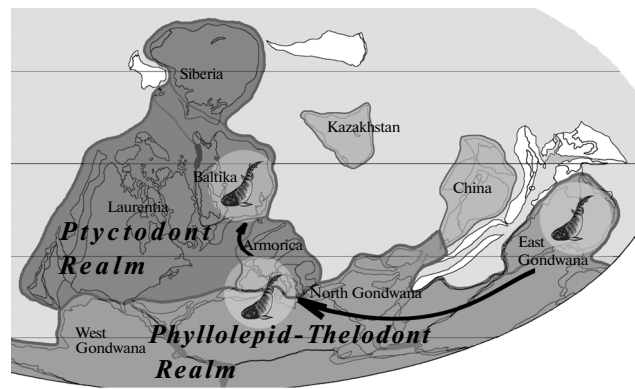 Siberia
Kazakhstan
Baltika
China
Laurentia
Ptyctodont
Realm
Armorica
East
Gondwana
North Gondwana
West
Gondwana
Phyllolepid-Thelodont
Realm